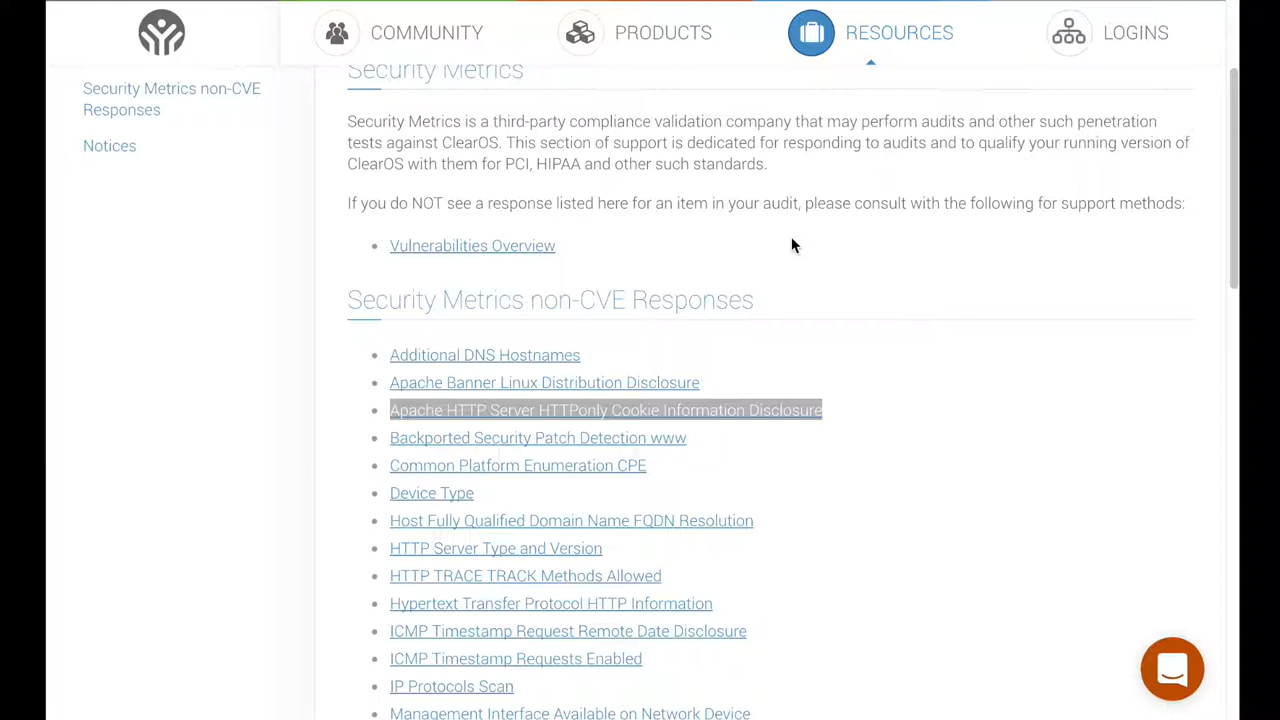 COMMUNITY
PRODUCTS
RESOURCES
LOGINS
Security Metrics non-CVE
Responses
Notices
Security Metrics
Security Metrics is a third-party compliance validation company that may perform audits and other such penetration
tests against ClearOS. This section of support is dedicated for responding to audits and to qualify your running version of
ClearOS with them for PCI, HIPAA and other such standards.
If you do NOT see a response listed here for an item in your audit, please consult with the following for support methods:
Vulnerabilities Overview
Security Metrics non-CVE Responses
Additional DNS Hostnames
Apache Banner Linux Distribution Disclosure
Apache HTTP Server HTTPonly Cookie Information Disclosure
Backported Security Patch Detection www
Common Platform Enumeration CPE
Device Type
Host Fully Qualified Domain Name FQDN Resolution
HTTP Server Type and Version
HTTP TRACE TRACK Methods Allowed
Hypertext Transfer Protocol HTTP Information
ICMP Timestamp Request Remote Date Disclosure
ICMP Timestamp Requests Enabled
IP Protocols Scan
Management Interface Available on Network Device